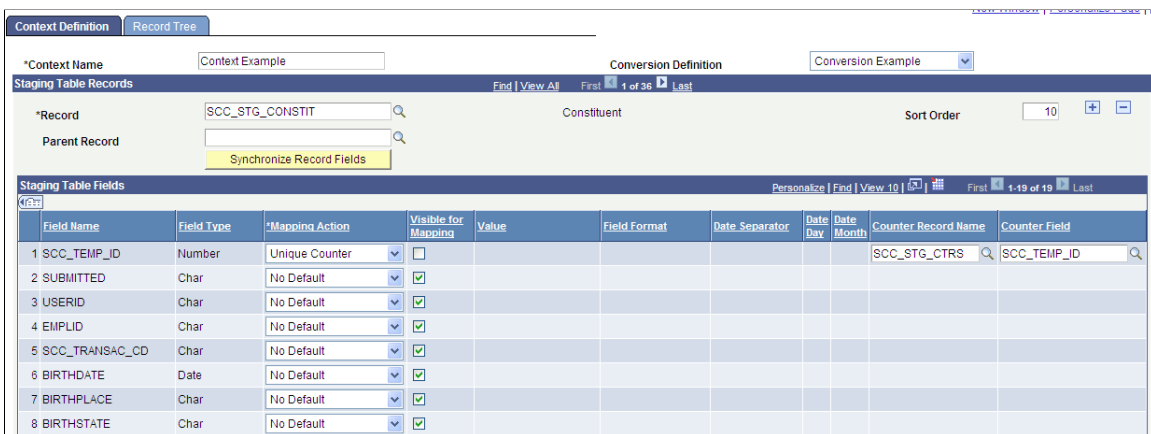 Context Definition Record Tree
*Context Name Context Example Conversion Definition Conversion Example
Staging Table Records Find | View All First 1 of 36 Last
*Record SCC_STG_CONSTIT Constituent Sort Order 10
Parent Record
Synchronize Record Fields
Staging Table Fields Personalize | Find | View 10 | | First 1-19 of 19 Last
Field Name Field Type *Mapping Action Visible for Mapping Value Field Format Date Separator Date Day Date Month Counter Record Name Counter Field
1 SCC_TEMP_ID Number Unique Counter SCC_STG_CTRS SCC_TEMP_ID
2 SUBMITTED Char No Default
3 USERID Char No Default
4 EMPLID Char No Default
5 SCC_TRANSAC_CD Char No Default
6 BIRTHDATE Date No Default
7 BIRTHPLACE Char No Default
8 BIRTHSTATE Char No Default